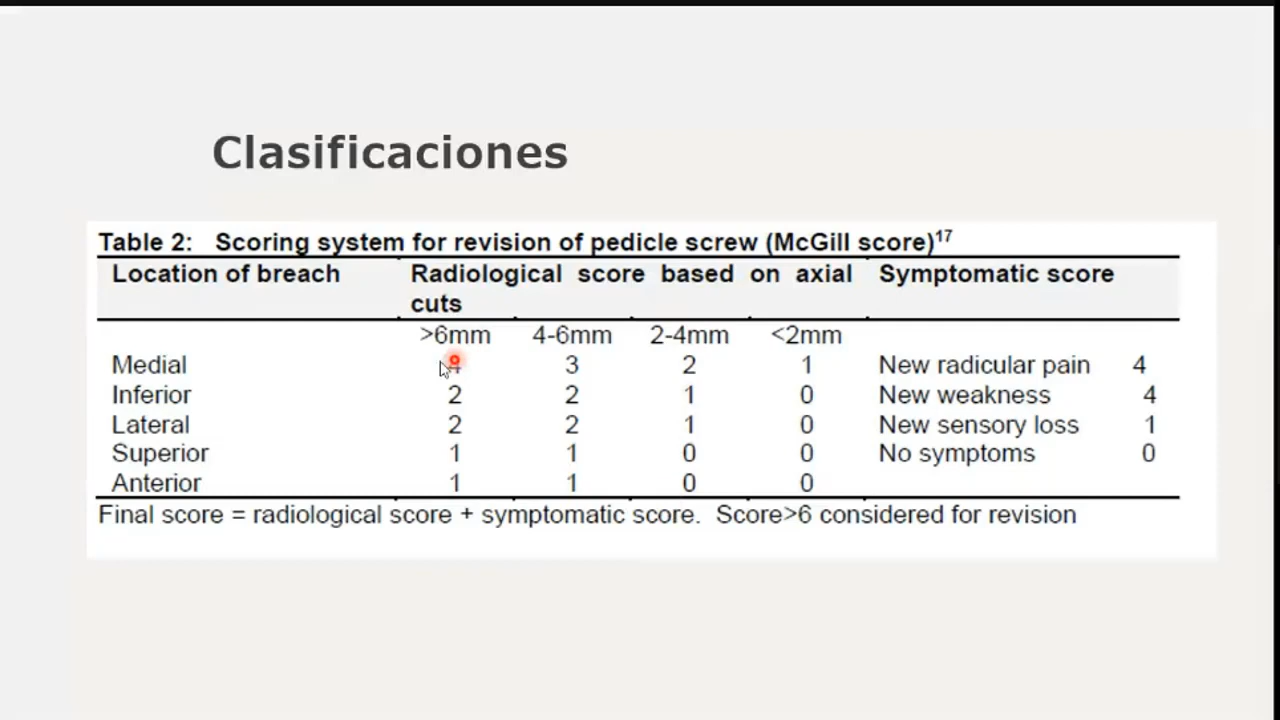 Clasificaciones
Table 2: Scoring system for revision of pedicle screw (McGill score)17
Location of breach Radiological score based on axial cuts Symptomatic score
>6mm 4-6mm 2-4mm <2mm
Medial 4 3 2 1 New radicular pain 4
Inferior 2 2 1 0 New weakness 4
Lateral 2 2 1 0 New sensory loss 1
Superior 1 1 0 0 No symptoms 0
Anterior 1 1 0 0
Final score = radiological score + symptomatic score. Score>6 considered for revision